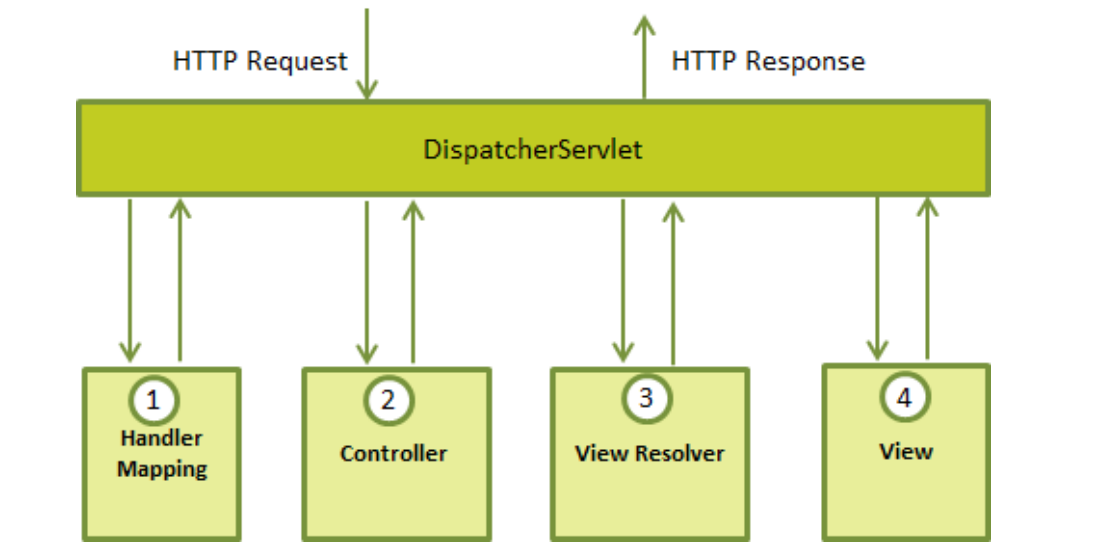 HTTP Request
HTTP Response
DispatcherServlet
1
Handler
Mapping
2
Controller
3
View Resolver
4
View